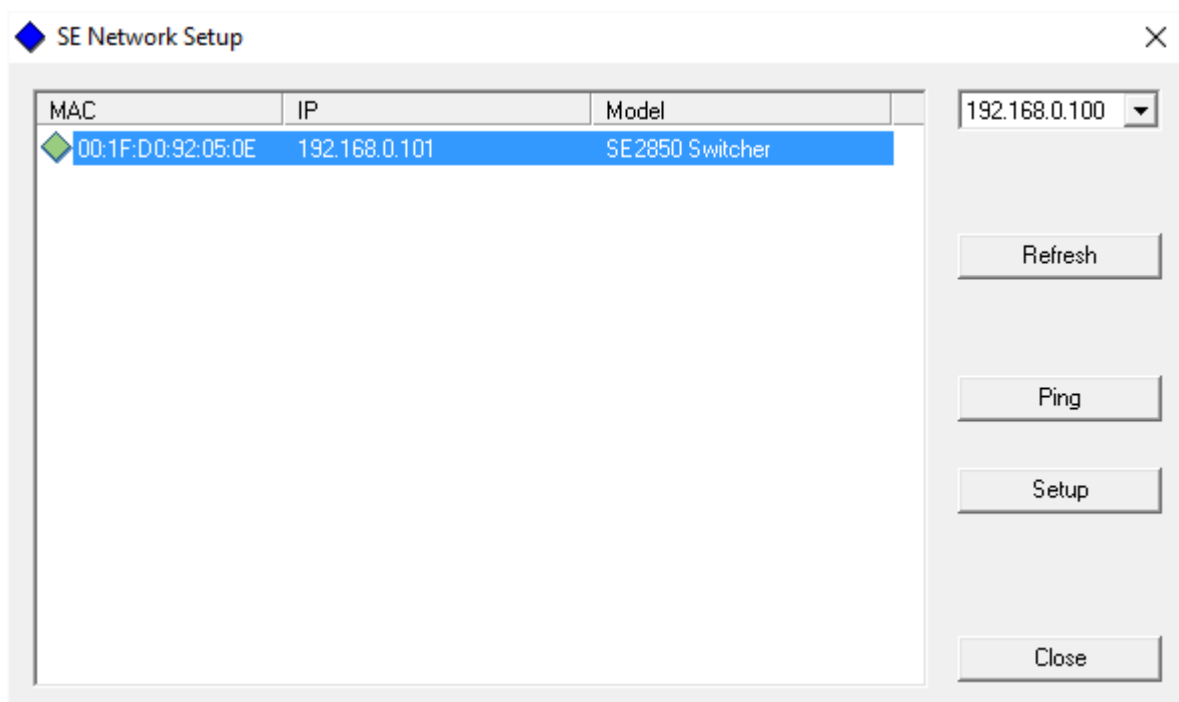 SE Network Setup
MAC IP Model
192.168.0.100
00:1F:D0:92:05:0E 192.168.0.101 SE2850 Switcher
Refresh
Ping
Setup
Close